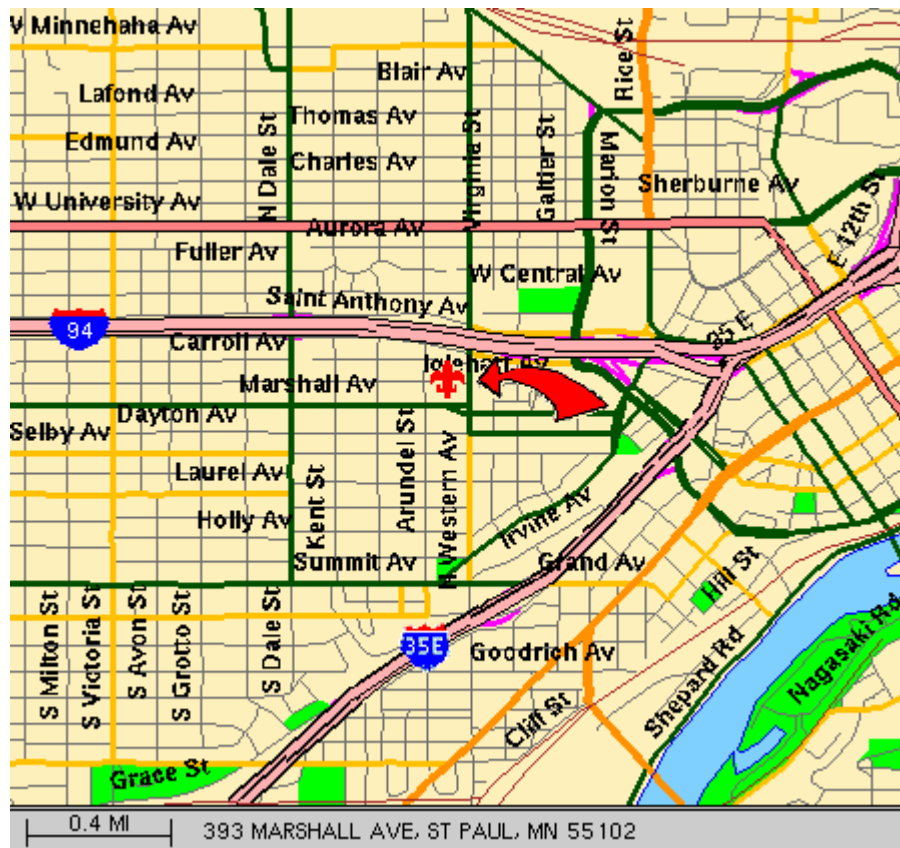 W Minnehaha Av
Blair Av
Rice St
Lafond Av
Thomas Av
Edmund Av
N Dale St
Charles Av
Virginia St
Galtier St
Marion St
Sherburne Av
W University Av
Aurora Av
E 12th St
Fuller Av
W Central Av
Saint Anthony Av
94
Carroll Av
35 E
Iglehart Av
Marshall Av
Dayton Av
Selby Av
Arundel St
N Western Av
Laurel Av
Kent St
Holly Av
Irvine Av
Summit Av
Grand Av
Hill St
S Milton St
S Victoria St
S Avon St
S Grotto St
S Dale St
35E
Goodrich Av
Shepard Rd
Nagasaki Rd
Cliff St
Grace St
0.4 MI
393 MARSHALL AVE, ST PAUL, MN 55102